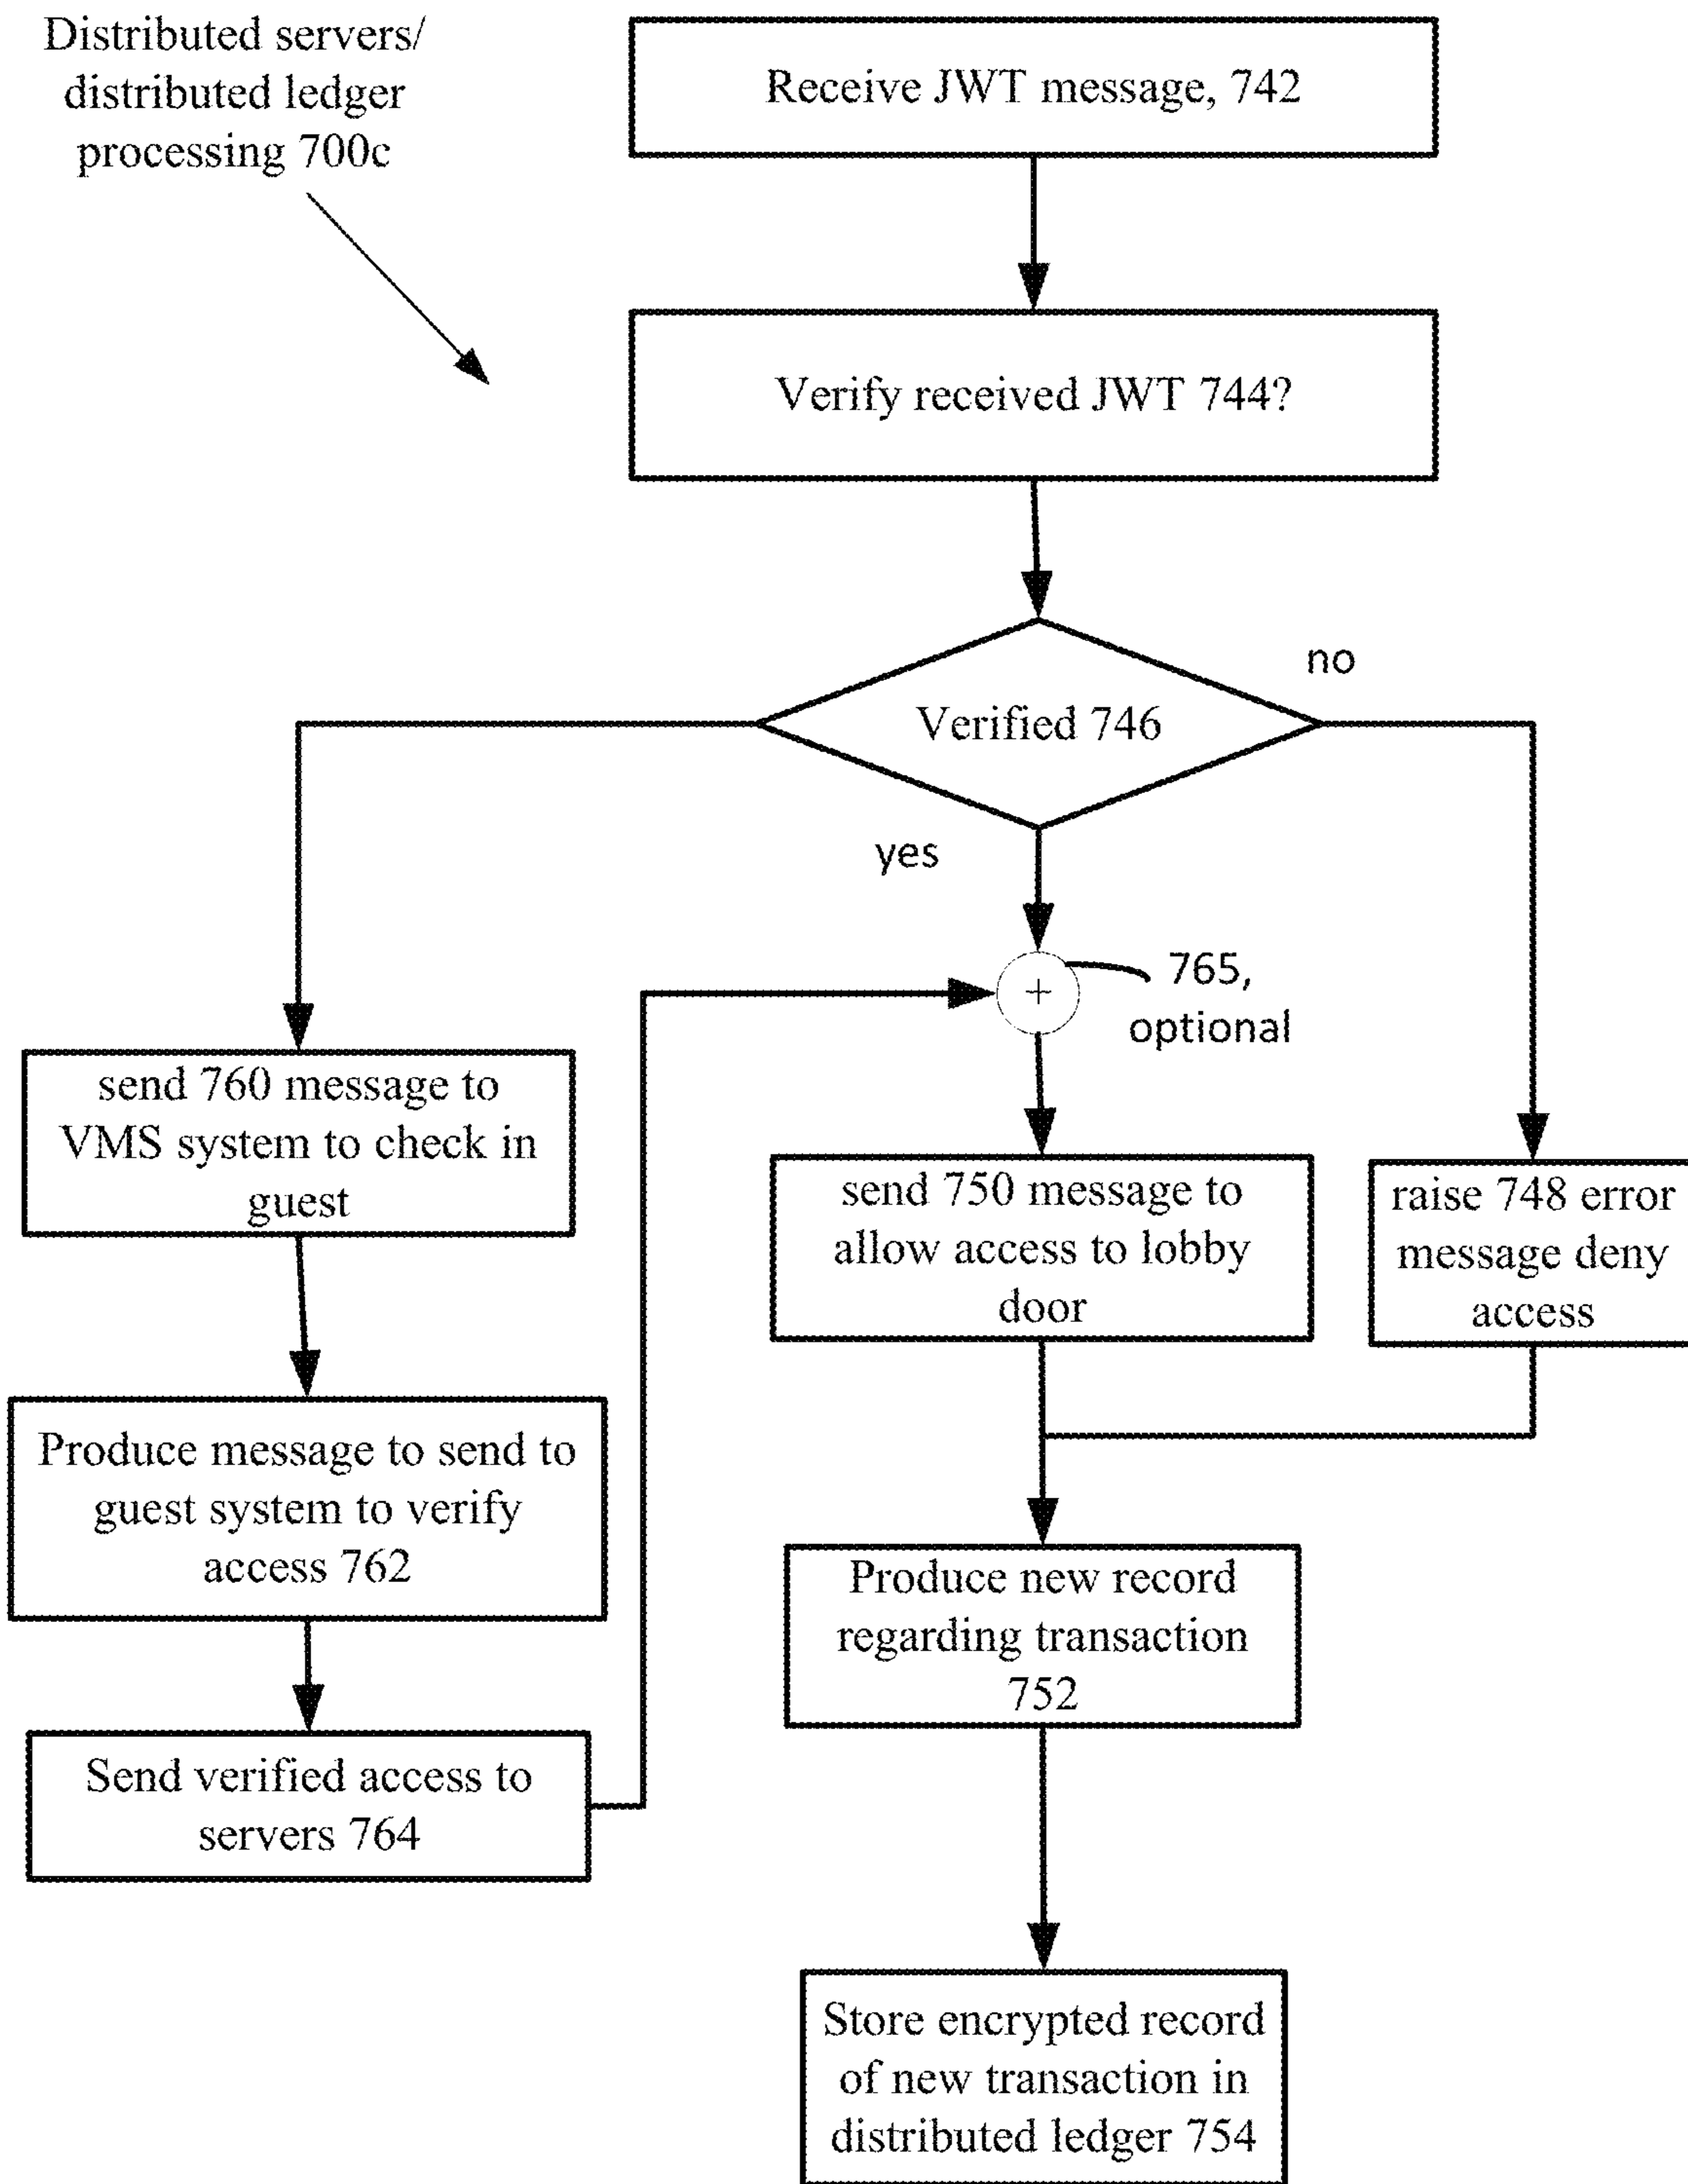 Distributed servers/
distributed ledger
processing 700c
Receive JWT message, 742
Verify received JWT 744?
Verified 746
no
yes
765,
optional
+
send 760 message to
VMS system to check in
guest
send 750 message to
allow access to lobby
door
raise 748 error
message deny
access
Produce message to send to
guest system to verify
access 762
Produce new record
regarding transaction
752
Send verified access to
servers 764
Store encrypted record
of new transaction in
distributed ledger 754